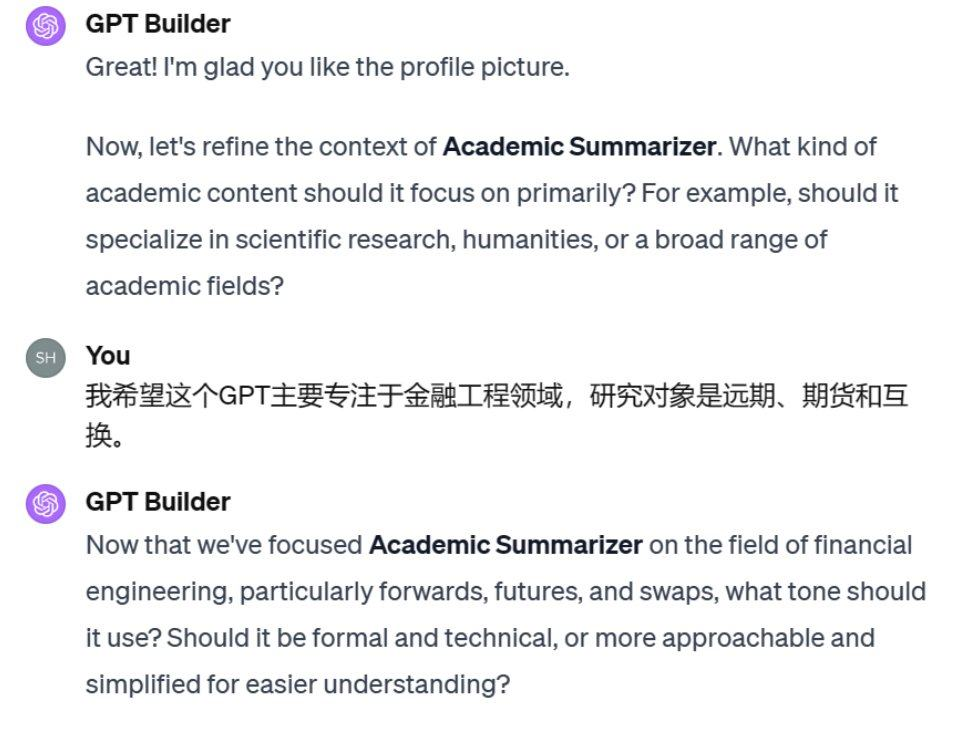 GPT Builder
Great! I'm glad you like the profile picture.
Now, let's refine the context of Academic Summarizer. What kind of
academic content should it focus on primarily? For example, should it
specialize in scientific research, humanities, or a broad range of
academic fields?
SH
You
我希望这个GPT主要专注于金融工程领域，研究对象是远期、期货和互
换。
GPT Builder
Now that we've focused Academic Summarizer on the field of financial
engineering, particularly forwards, futures, and swaps, what tone should
it use? Should it be formal and technical, or more approachable and
simplified for easier understanding?